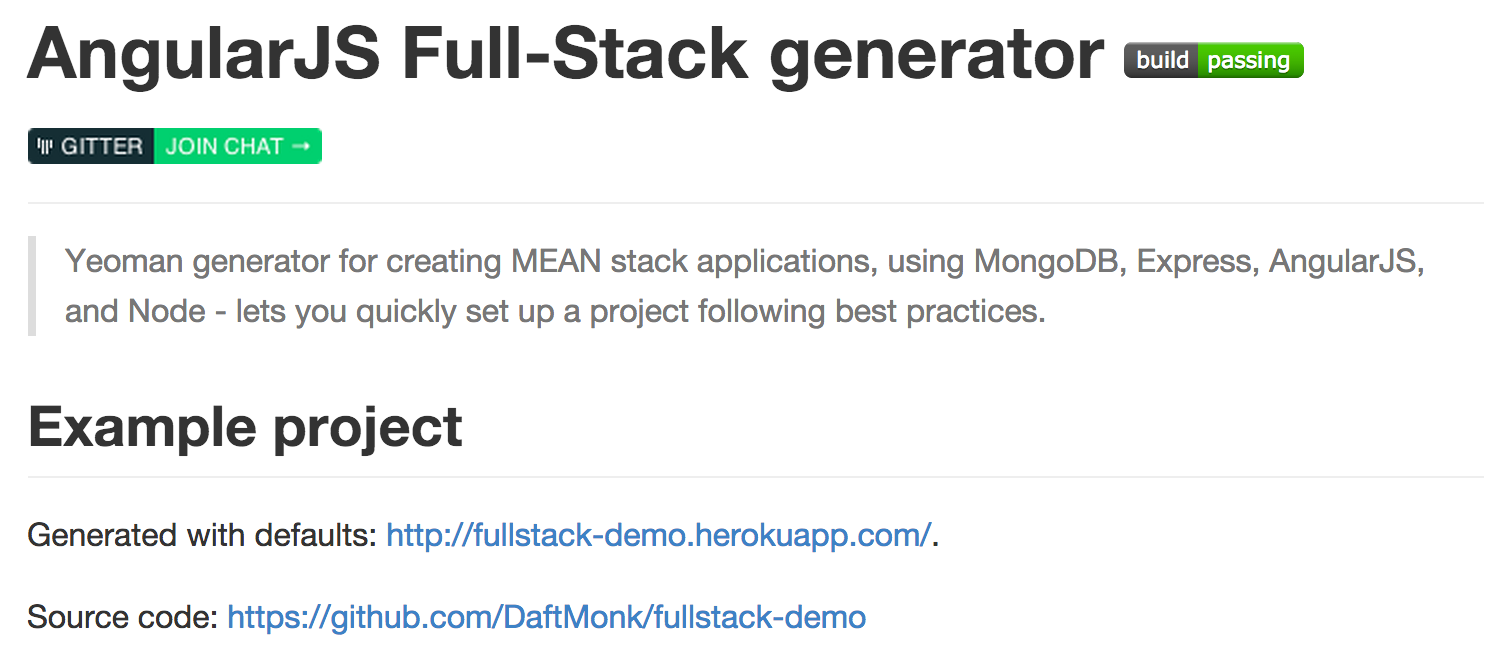 AngularJS Full-Stack generator build passing
GITTER JOIN CHAT →
Yeoman generator for creating MEAN stack applications, using MongoDB, Express, AngularJS,
and Node - lets you quickly set up a project following best practices.
Example project
Generated with defaults: http://fullstack-demo.herokuapp.com/.
Source code: https://github.com/DaftMonk/fullstack-demo